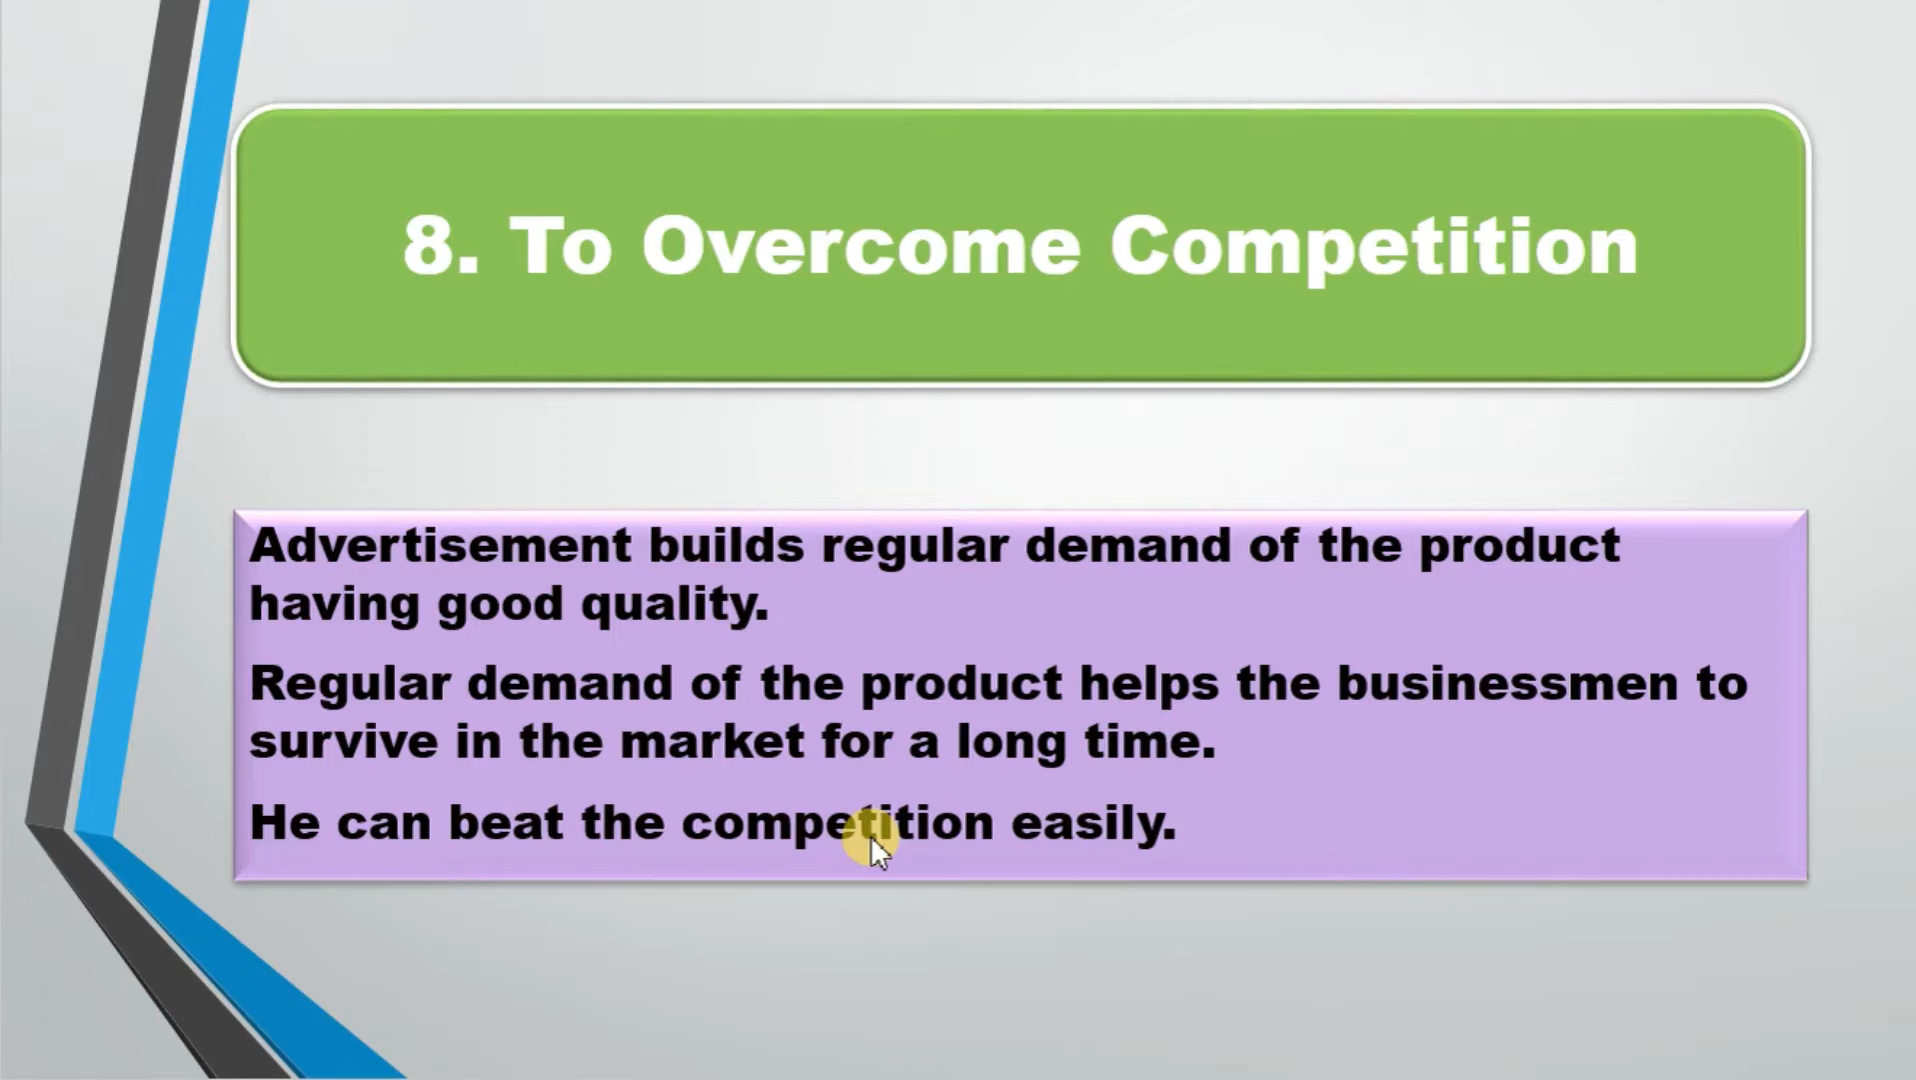 8. To Overcome Competition
Advertisement builds regular demand of the product
having good quality.
Regular demand of the product helps the businessmen to
survive in the market for a long time.
He can beat the competition easily.